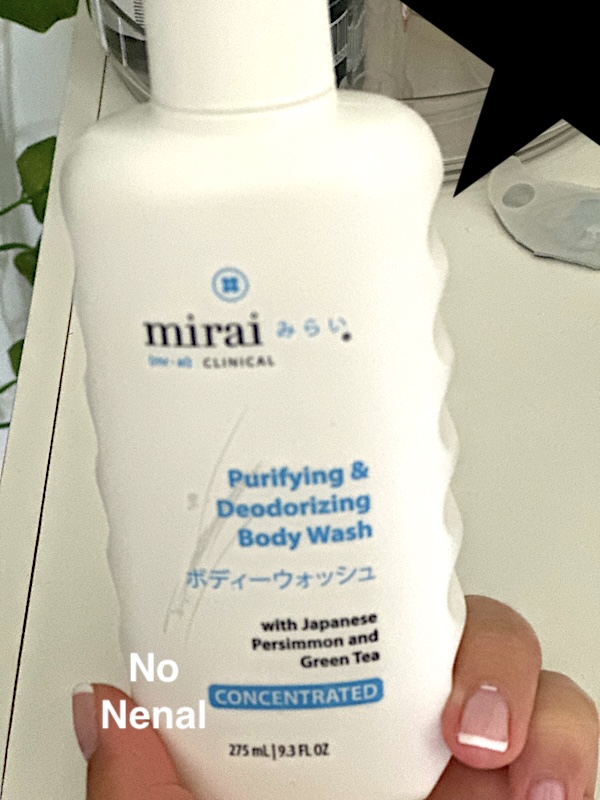 mirai みらい
[me·ai] CLINICAL
Purifying &
Deodorizing
Body Wash
ボディーウォッシュ
with Japanese
Persimmon and
Green Tea
CONCENTRATED
275 mL | 9.3 FL OZ
No
Nenal